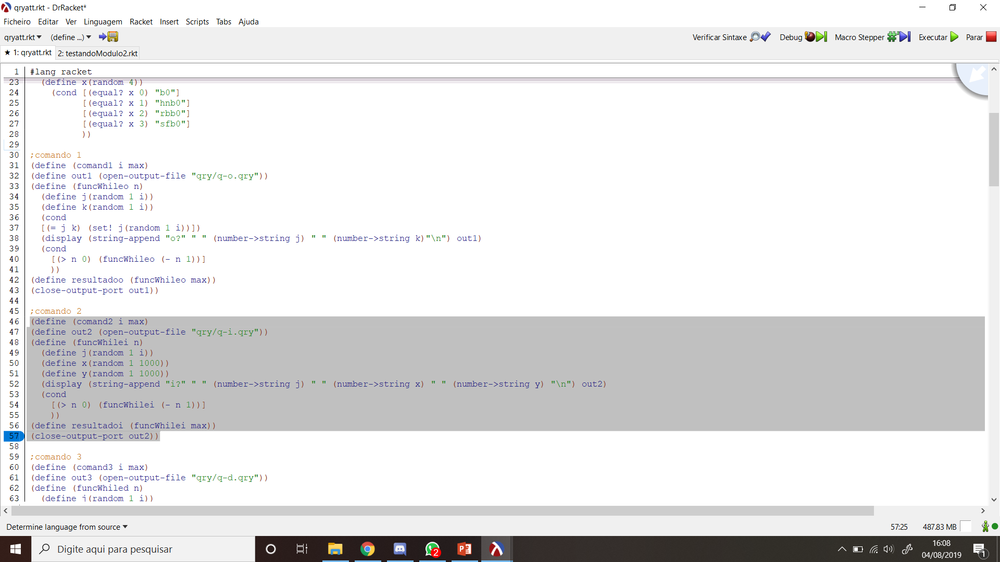 qryatt.rkt - DrRacket*
Ficheiro Editar Ver Linguagem Racket Insert Scripts Tabs Ajuda
qryatt.rkt (define ...) Verificar Sintaxe Debug Macro Stepper Executar Parar
★ 1: qryatt.rkt 2: testandoModulo2.rkt
1 #lang racket
23 (define x(random 4))
24 (cond [(equal? x 0) "b0"]
25 [(equal? x 1) "hnb0"]
26 [(equal? x 2) "rbb0"]
27 [(equal? x 3) "sfb0"]
28 ))
29
30 ;comando 1
31 (define (comand1 i max)
32 (define out1 (open-output-file "qry/q-o.qry"))
33 (define (funcWhileo n)
34 (define j(random 1 i))
35 (define k(random 1 i))
36 (cond
37 [(= j k) (set! j(random 1 i))])
38 (display (string-append "o?" " " (number->string j) " " (number->string k)"\n") out1)
39 (cond
40 [(> n 0) (funcWhileo (- n 1))]
41 ))
42 (define resultadoo (funcWhileo max))
43 (close-output-port out1))
44
45 ;comando 2
46 (define (comand2 i max)
47 (define out2 (open-output-file "qry/q-i.qry"))
48 (define (funcWhilei n)
49 (define j(random 1 i))
50 (define x(random 1 1000))
51 (define y(random 1 1000))
52 (display (string-append "i?" " " (number->string j) " " (number->string x) " " (number->string y) "\n") out2)
53 (cond
54 [(> n 0) (funcWhilei (- n 1))]
55 ))
56 (define resultadoi (funcWhilei max))
57 (close-output-port out2))
58
59 ;comando 3
60 (define (comand3 i max)
61 (define out3 (open-output-file "qry/q-d.qry"))
62 (define (funcWhiled n)
63 (define j(random 1 i))
Determine language from source 57:25 487.83 MB
Digite aqui para pesquisar 2 16:08
04/08/2019 1